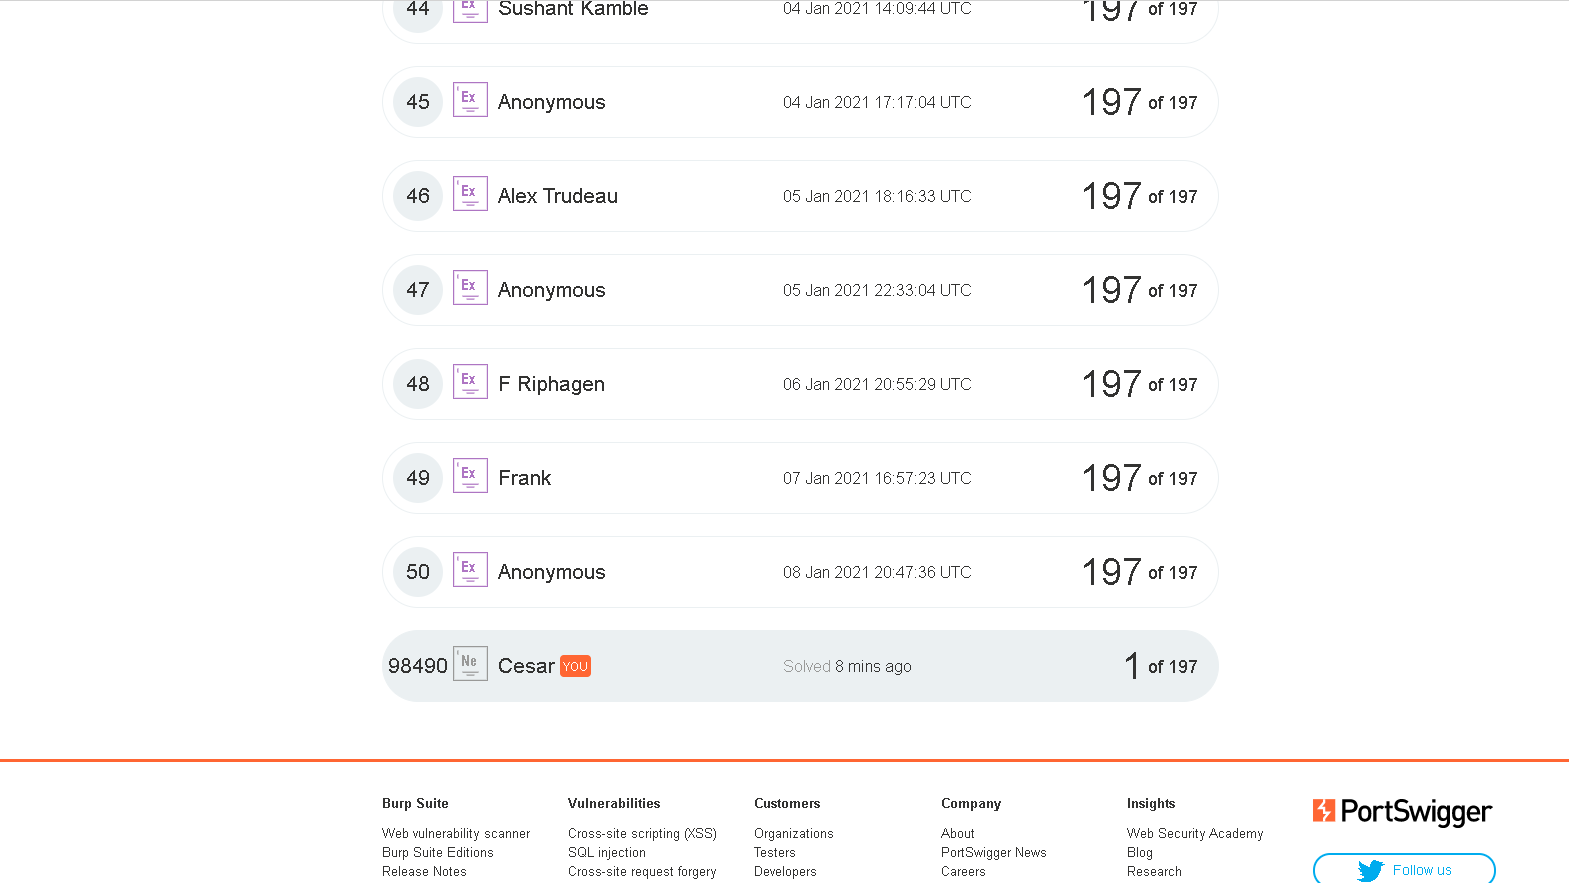 44 Ex Sushant Kamble 04 Jan 2021 14:09:44 UTC 197 of 197
45 Ex Anonymous 04 Jan 2021 17:17:04 UTC 197 of 197
46 Ex Alex Trudeau 05 Jan 2021 18:16:33 UTC 197 of 197
47 Ex Anonymous 05 Jan 2021 22:33:04 UTC 197 of 197
48 Ex F Riphagen 06 Jan 2021 20:55:29 UTC 197 of 197
49 Ex Frank 07 Jan 2021 16:57:23 UTC 197 of 197
50 Ex Anonymous 08 Jan 2021 20:47:36 UTC 197 of 197
98490 Ne Cesar YOU Solved 8 mins ago 1 of 197
Burp Suite
Web vulnerability scanner
Burp Suite Editions
Release Notes
Vulnerabilities
Cross-site scripting (XSS)
SQL injection
Cross-site request forgery
Customers
Organizations
Testers
Developers
Company
About
PortSwigger News
Careers
Insights
Web Security Academy
Blog
Research
PortSwigger
Follow us